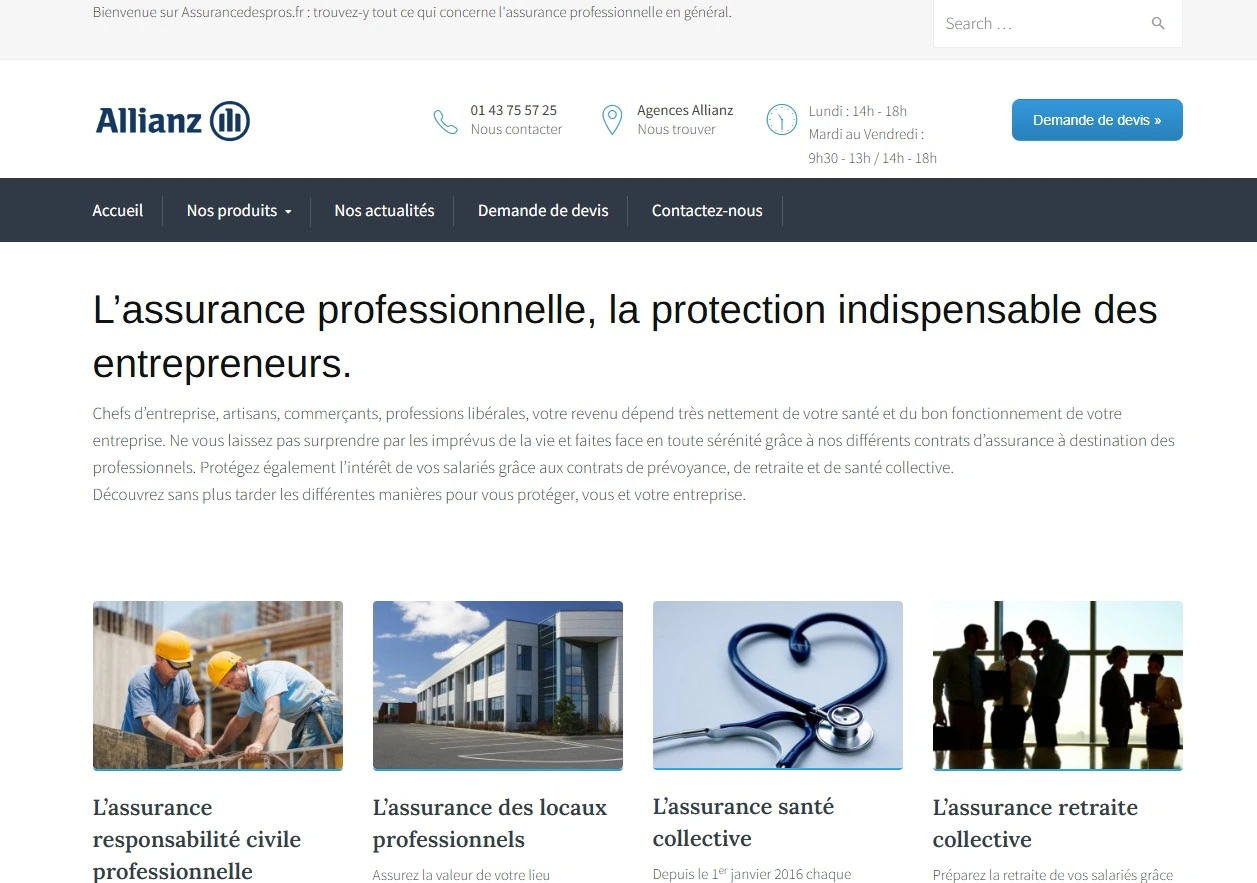 Bienvenue sur Assurancedespros.fr : trouvez-y tout ce qui concerne l'assurance professionnelle en général.
Search …
Allianz
01 43 75 57 25
Nous contacter
Agences Allianz
Nous trouver
Lundi : 14h - 18h
Mardi au Vendredi :
9h30 - 13h / 14h - 18h
Demande de devis »
Accueil
Nos produits
Nos actualités
Demande de devis
Contactez-nous
L’assurance professionnelle, la protection indispensable des
entrepreneurs.
Chefs d’entreprise, artisans, commerçants, professions libérales, votre revenu dépend très nettement de votre santé et du bon fonctionnement de votre
entreprise. Ne vous laissez pas surprendre par les imprévus de la vie et faites face en toute sérénité grâce à nos différents contrats d’assurance à destination des
professionnels. Protégez également l’intérêt de vos salariés grâce aux contrats de prévoyance, de retraite et de santé collective.
Découvrez sans plus tarder les différentes manières pour vous protéger, vous et votre entreprise.
L’assurance
responsabilité civile
professionnelle
L’assurance des locaux
professionnels
Assurez la valeur de votre lieu
L’assurance santé
collective
Depuis le 1er janvier 2016 chaque
L’assurance retraite
collective
Préparez la retraite de vos salariés grâce